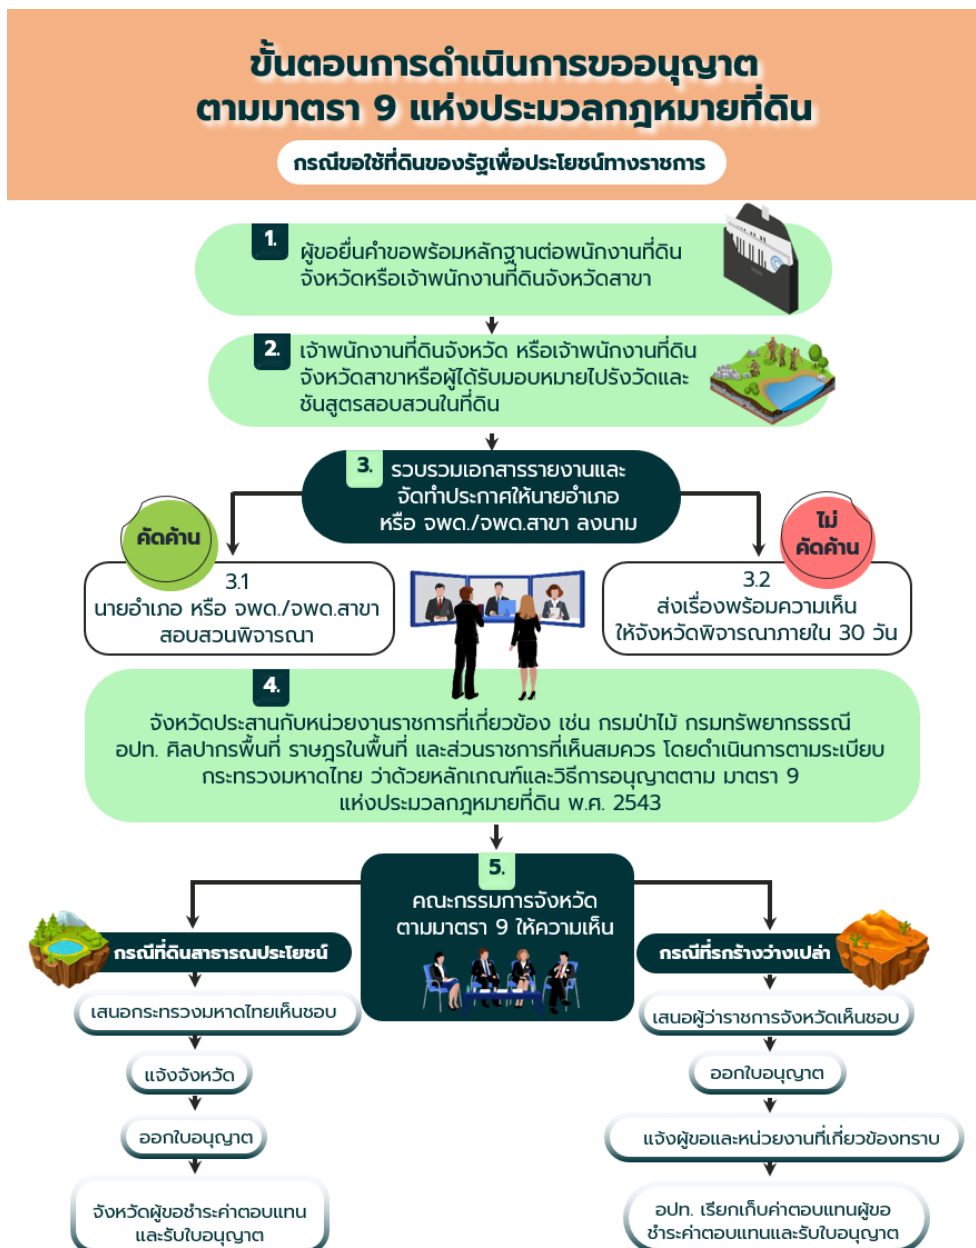 ขั้นตอนการดำเนินการขออนุญาต
ตามมาตรา 9 แห่งประมวลกฎหมายที่ดิน
กรณีขอใช้ที่ดินของรัฐเพื่อประโยชน์ทางราชการ
1.
ผู้ขอยื่นคำขอพร้อมหลักฐานต่อพนักงานที่ดิน
จังหวัดหรือเจ้าพนักงานที่ดินจังหวัดสาขา
2.
เจ้าพนักงานที่ดินจังหวัด หรือเจ้าพนักงานที่ดิน
จังหวัดสาขาหรือผู้ได้รับมอบหมายไปรังวัดและ
ชันสูตรสอบสวนในที่ดิน
3.
รวบรวมเอกสารรายงานและ
จัดทำประกาศให้นายอำเภอ
หรือ จพด./จพด.สาขา ลงนาม
คัดค้าน
3.1
นายอำเภอ หรือ จพด./จพด.สาขา
สอบสวนพิจารณา
ไม่
คัดค้าน
3.2
ส่งเรื่องพร้อมความเห็น
ให้จังหวัดพิจารณาภายใน 30 วัน
4.
จังหวัดประสานกับหน่วยงานราชการที่เกี่ยวข้อง เช่น กรมป่าไม้ กรมทรัพยากรธรณี
อปท. ศิลปากรพื้นที่ ราษฎรในพื้นที่ และส่วนราชการที่เห็นสมควร โดยดำเนินการตามระเบียบ
กระทรวงมหาดไทย ว่าด้วยหลักเกณฑ์และวิธีการอนุญาตตาม มาตรา 9
แห่งประมวลกฎหมายที่ดิน พ.ศ. 2543
5.
คณะกรรมการจังหวัด
ตามมาตรา 9 ให้ความเห็น
กรณีที่ดินสาธารณประโยชน์
เสนอกระทรวงมหาดไทยเห็นชอบ
แจ้งจังหวัด
ออกใบอนุญาต
จังหวัดผู้ขอชำระค่าตอบแทน
และรับใบอนุญาต
กรณีที่รกร้างว่างเปล่า
เสนอผู้ว่าราชการจังหวัดเห็นชอบ
ออกใบอนุญาต
แจ้งผู้ขอและหน่วยงานที่เกี่ยวข้องทราบ
อปท. เรียกเก็บค่าตอบแทนผู้ขอ
ชำระค่าตอบแทนและรับใบอนุญาต